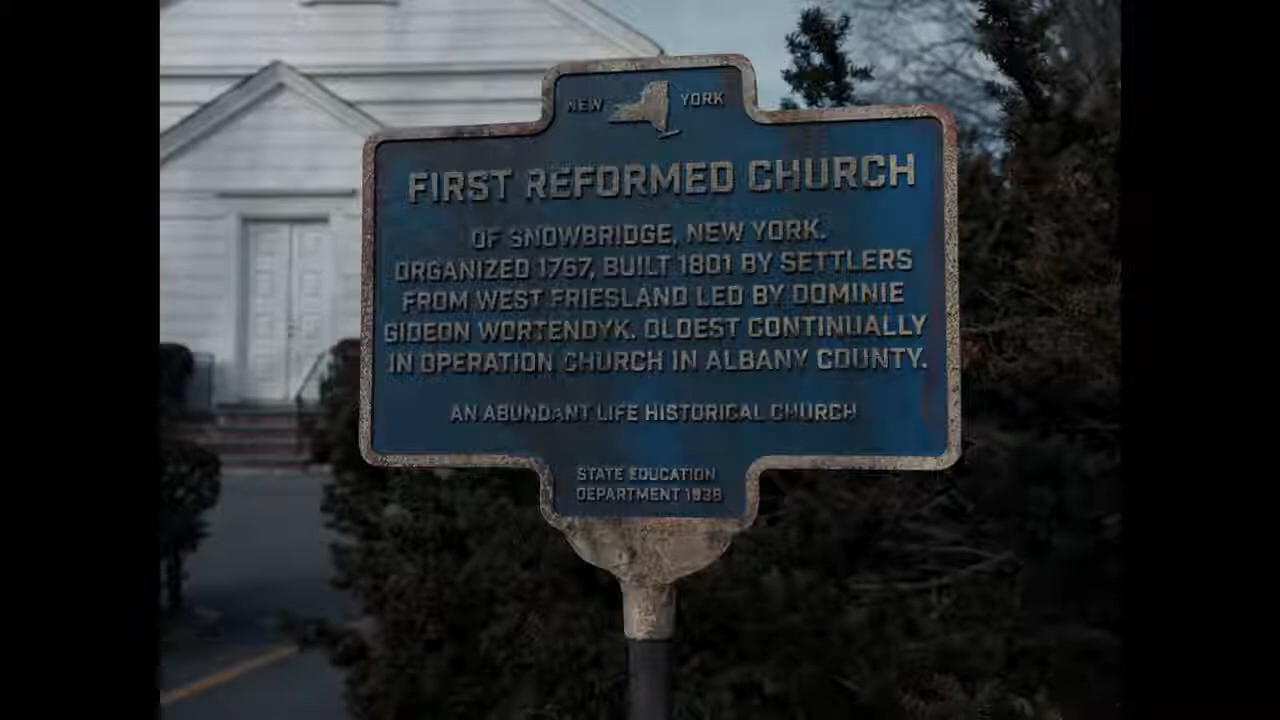 NEW YORK
FIRST REFORMED CHURCH
OF SNOWBRIDGE, NEW YORK.
ORGANIZED 1767, BUILT 1801 BY SETTLERS
FROM WEST FRIESLAND LED BY DOMINIE
GIDEON WORTENDYK. OLDEST CONTINUALLY
IN OPERATION CHURCH IN ALBANY COUNTY.
AN ABUNDANT LIFE HISTORICAL CHURCH
STATE EDUCATION
DEPARTMENT 1938